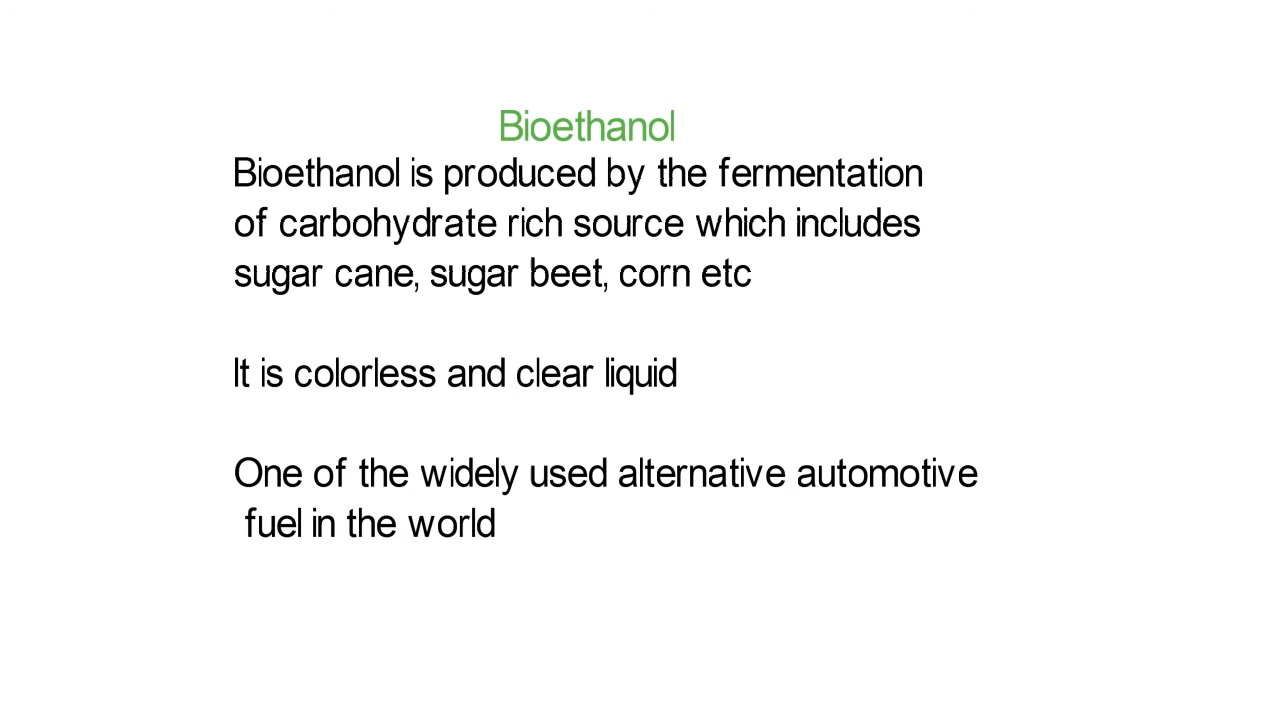 Bioethanol
Bioethanol is produced by the fermentation
of carbohydrate rich source which includes
sugar cane, sugar beet, corn etc
It is colorless and clear liquid
One of the widely used alternative automotive
fuel in the world